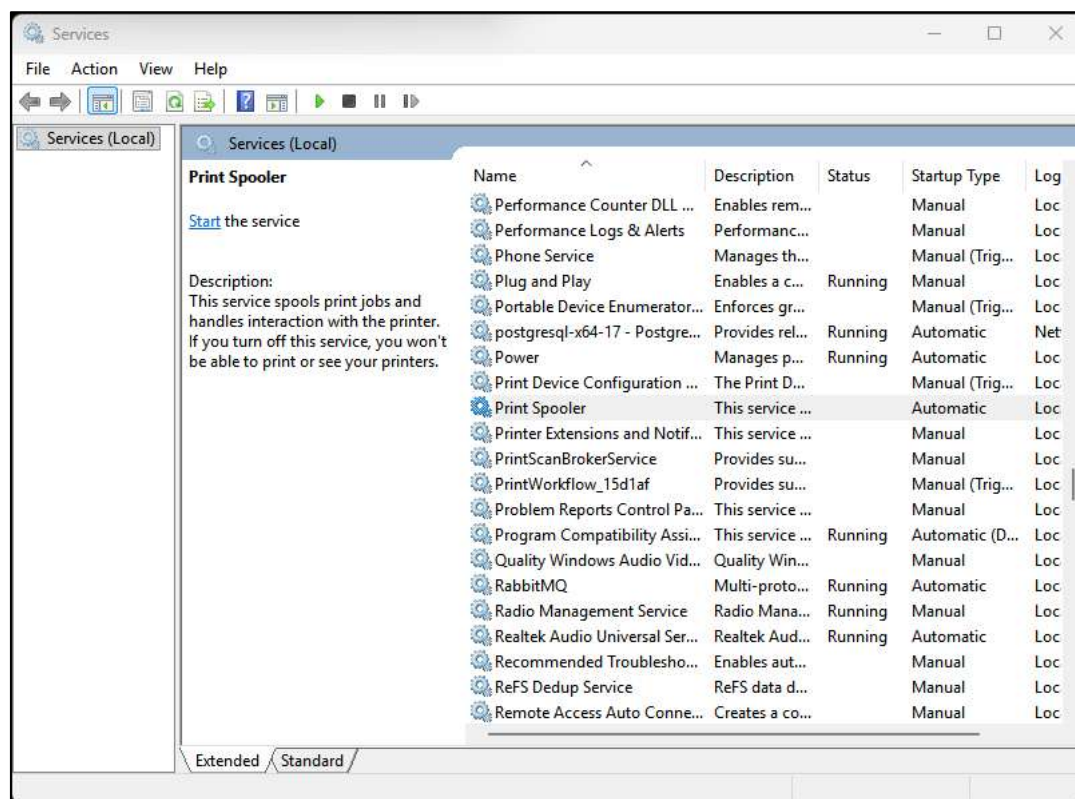 Services
File Action View Help
Services (Local)
Services (Local)
Print Spooler
Start the service
Description:
This service spools print jobs and
handles interaction with the printer.
If you turn off this service, you won't
be able to print or see your printers.
Name Description Status Startup Type Log
Performance Counter DLL ... Enables rem... Manual Loc
Performance Logs & Alerts Performanc... Manual Loc
Phone Service Manages th... Manual (Trig... Loc
Plug and Play Enables a c... Running Manual Loc
Portable Device Enumerator... Enforces gr... Manual (Trig... Loc
postgresql-x64-17 - Postgre... Provides rel... Running Automatic Net
Power Manages p... Running Automatic Loc
Print Device Configuration ... The Print D... Manual (Trig... Loc
Print Spooler This service ... Automatic Loc
Printer Extensions and Notif... This service ... Manual Loc
PrintScanBrokerService Provides su... Manual Loc
PrintWorkflow_15d1af Provides su... Manual (Trig... Loc
Problem Reports Control Pa... This service ... Manual Loc
Program Compatibility Assi... This service ... Running Automatic (D... Loc
Quality Windows Audio Vid... Quality Win... Manual Loc
RabbitMQ Multi-proto... Running Automatic Loc
Radio Management Service Radio Mana... Running Manual Loc
Realtek Audio Universal Ser... Realtek Aud... Running Automatic Loc
Recommended Troublesho... Enables aut... Manual Loc
ReFS Dedup Service ReFS data d... Manual Loc
Remote Access Auto Conne... Creates a co... Manual Loc
Extended Standard